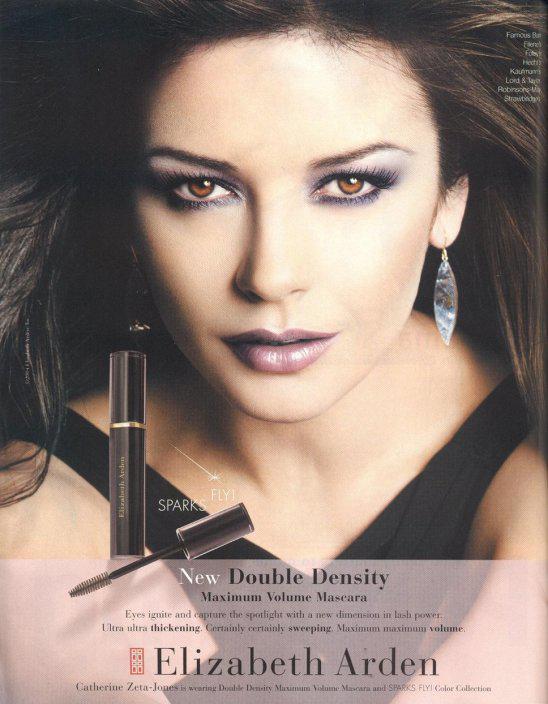 Famous Bar
Filene's
Foley's
Hecht's
Kaufmann's
Lord & Taylor
Robinsons-May
Strawbridge's
Elizabeth Arden
SPARKS FLY!
New Double Density
Maximum Volume Mascara
Eyes ignite and capture the spotlight with a new dimension in lash power.
Ultra ultra thickening. Certainly certainly sweeping. Maximum maximum volume.
Elizabeth Arden
Catherine Zeta-Jones is wearing Double Density Maximum Volume Mascara and SPARKS FLY! Color Collection